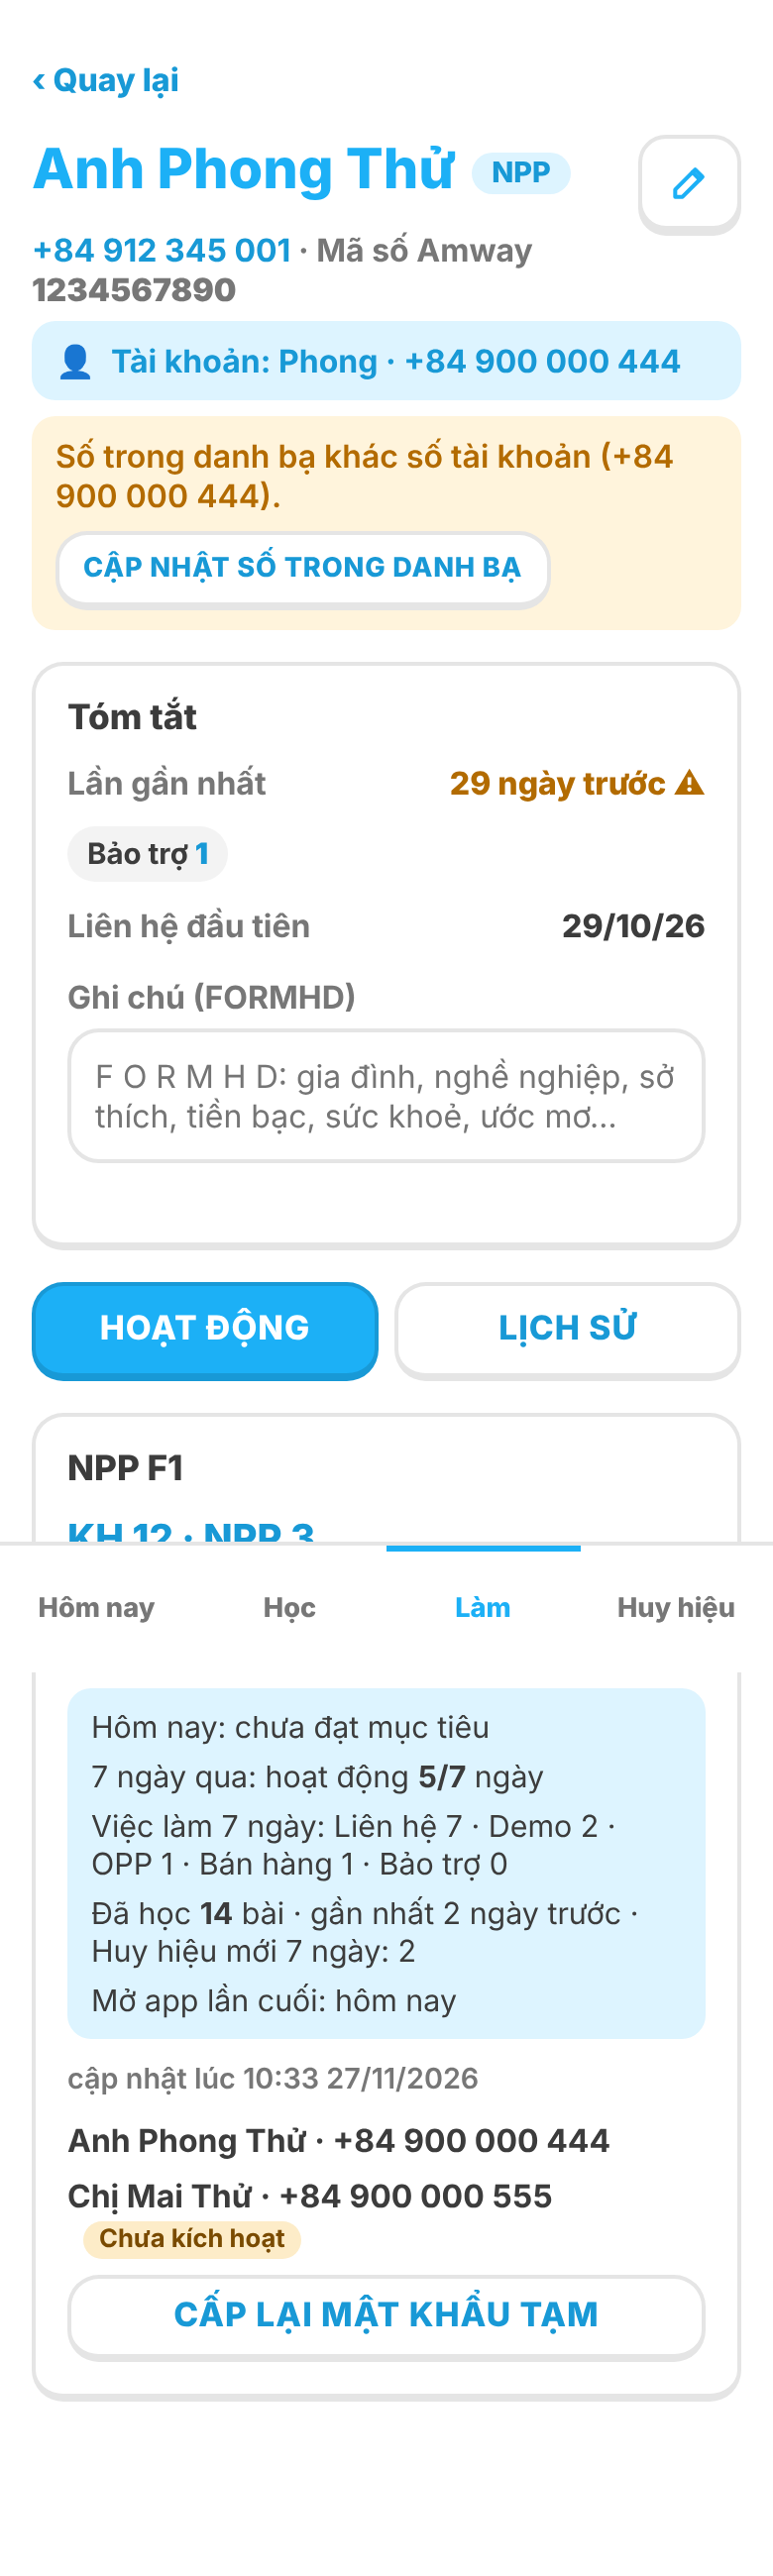 ‹ Quay lại
Anh Phong Thử NPP
+84 912 345 001 · Mã số Amway
1234567890
Tài khoản: Phong · +84 900 000 444
Số trong danh bạ khác số tài khoản (+84
900 000 444).
CẬP NHẬT SỐ TRONG DANH BẠ
Tóm tắt
Lần gần nhất 29 ngày trước ⚠
Bảo trợ 1
Liên hệ đầu tiên 29/10/26
Ghi chú (FORMHD)
F O R M H D: gia đình, nghề nghiệp, sở
thích, tiền bạc, sức khoẻ, ước mơ...
HOẠT ĐỘNG LỊCH SỬ
NPP F1
KH 12 · NPP 3
Hôm nay Học Làm Huy hiệu
Hôm nay: chưa đạt mục tiêu
7 ngày qua: hoạt động 5/7 ngày
Việc làm 7 ngày: Liên hệ 7 · Demo 2 ·
OPP 1 · Bán hàng 1 · Bảo trợ 0
Đã học 14 bài · gần nhất 2 ngày trước ·
Huy hiệu mới 7 ngày: 2
Mở app lần cuối: hôm nay
cập nhật lúc 10:33 27/11/2026
Anh Phong Thử · +84 900 000 444
Chị Mai Thử · +84 900 000 555
Chưa kích hoạt
CẤP LẠI MẬT KHẨU TẠM